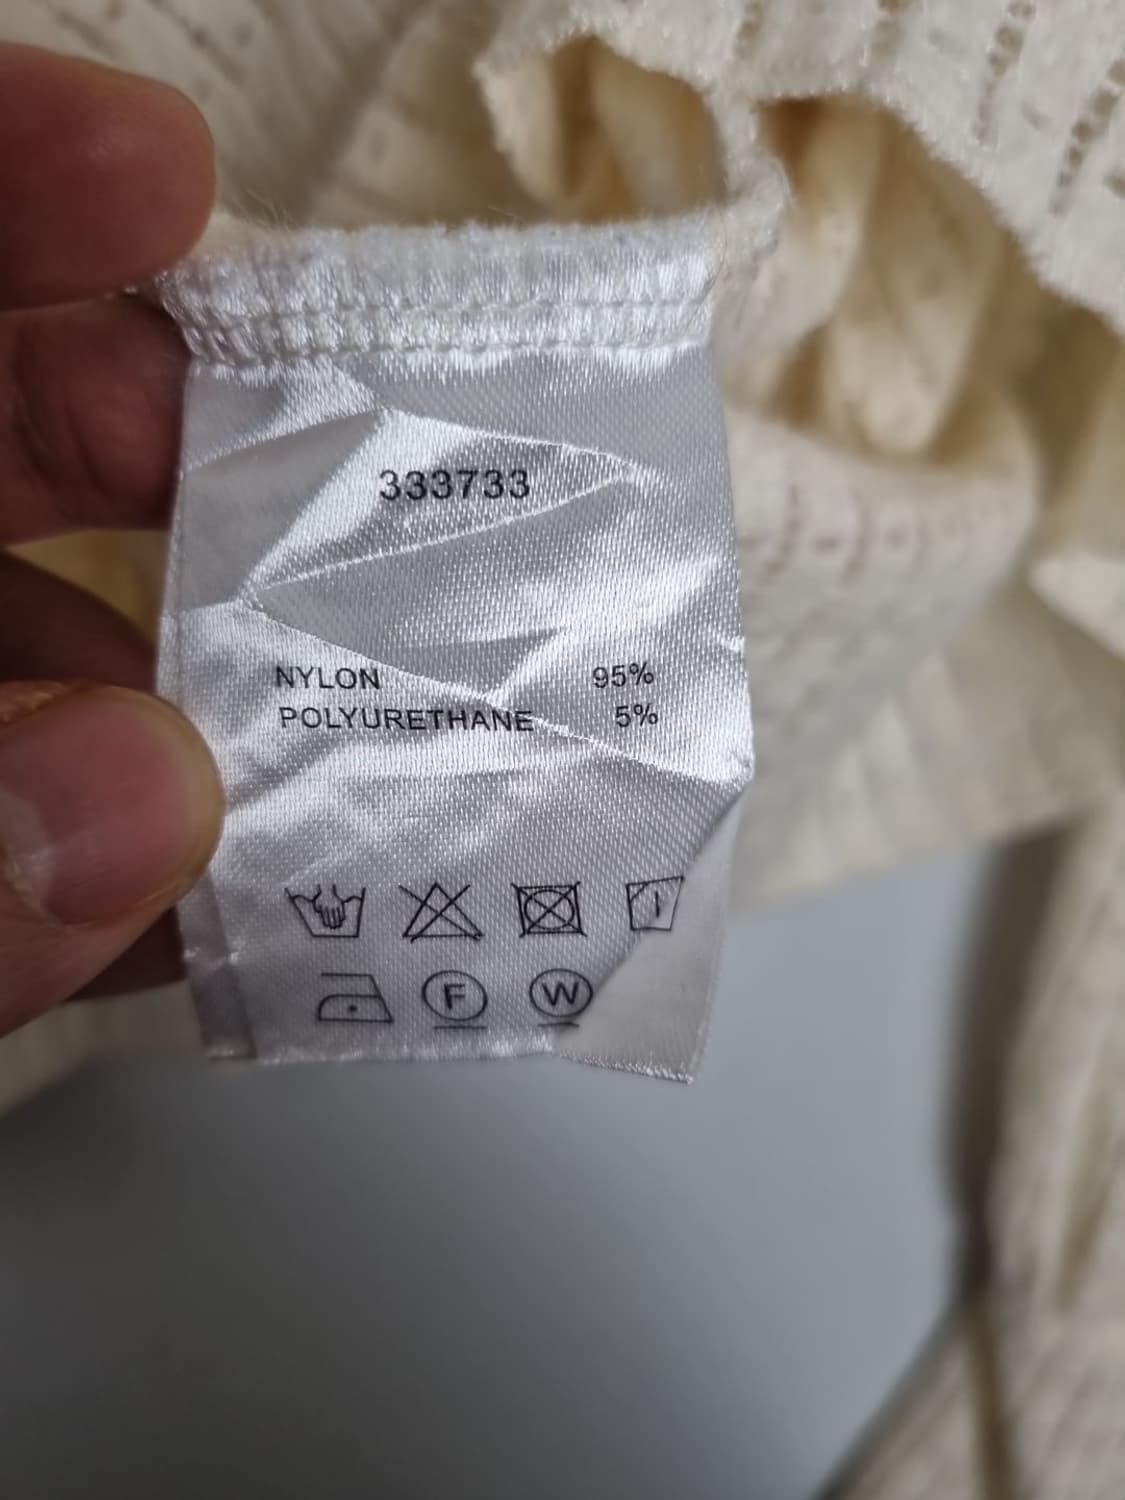 333733
NYLON 95%
POLYURETHANE 5%
F W